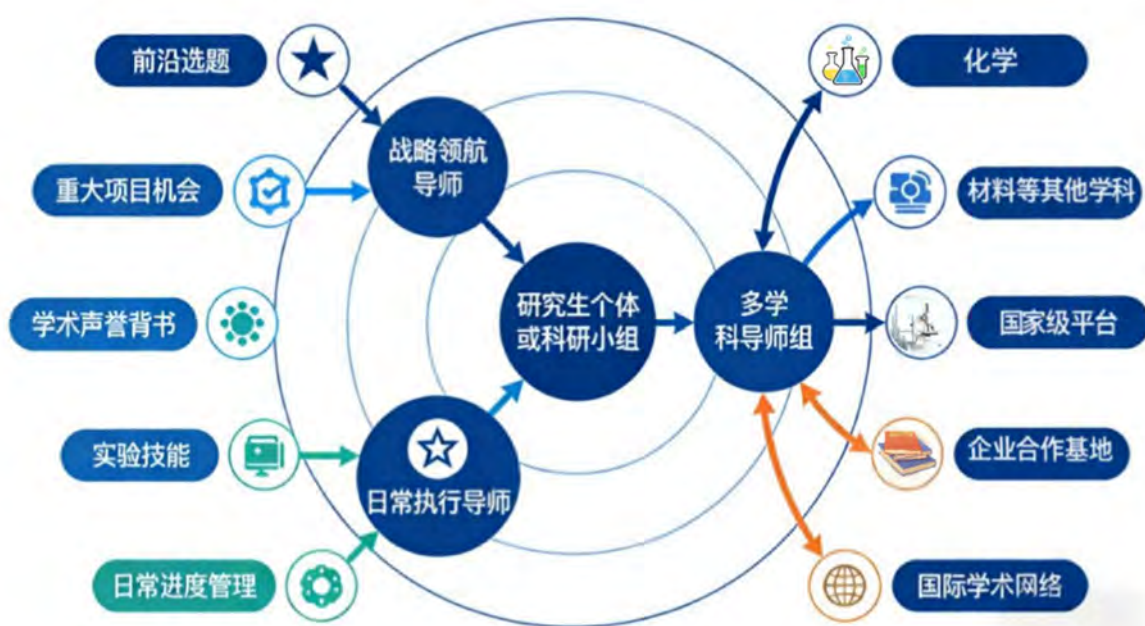 前沿选题
重大项目机会
学术声誉背书
实验技能
日常进度管理
战略领航
导师
日常执行导师
研究生个体
或科研小组
多学
科导师组
化学
材料等其他学科
国家级平台
企业合作基地
国际学术网络